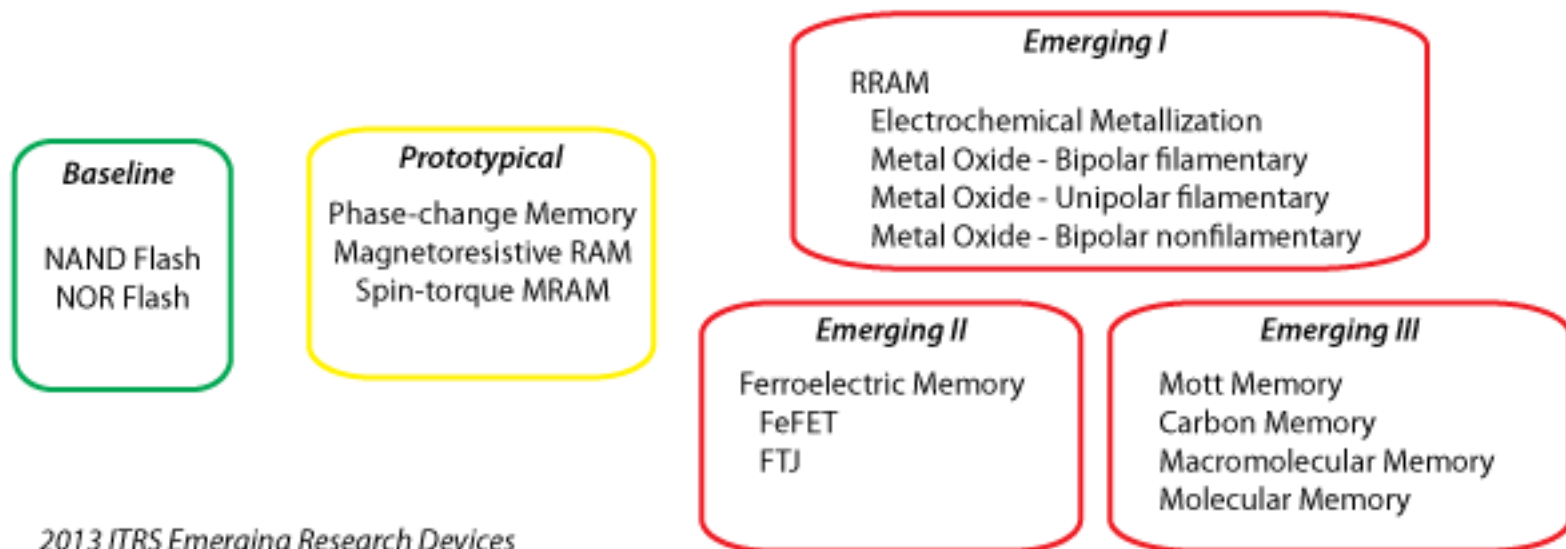 Baseline
NAND Flash
NOR Flash
Prototypical
Phase-change Memory
Magnetoresistive RAM
Spin-torque MRAM
Emerging I
RRAM
Electrochemical Metallization
Metal Oxide - Bipolar filamentary
Metal Oxide - Unipolar filamentary
Metal Oxide - Bipolar nonfilamentary
Emerging II
Ferroelectric Memory
FeFET
FTJ
Emerging III
Mott Memory
Carbon Memory
Macromolecular Memory
Molecular Memory
2013 ITRS Emerging Research Devices